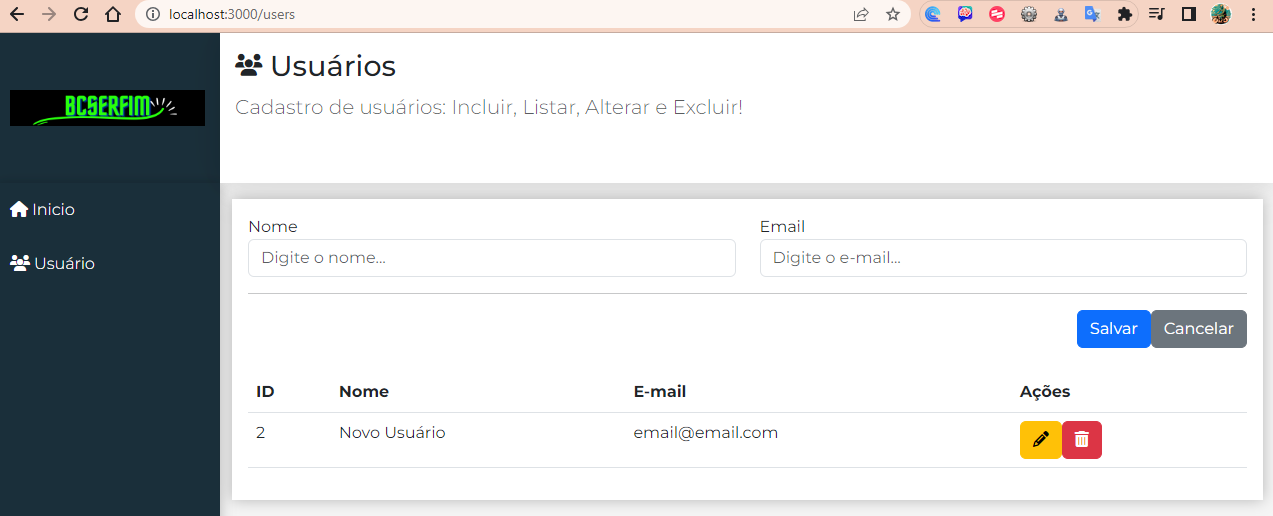 localhost:3000/users
BCSERFIM
Usuários
Cadastro de usuários: Incluir, Listar, Alterar e Excluir!
Inicio
Usuário
Nome Email
Digite o nome... Digite o e-mail...
Salvar Cancelar
ID Nome E-mail Ações
2 Novo Usuário email@email.com